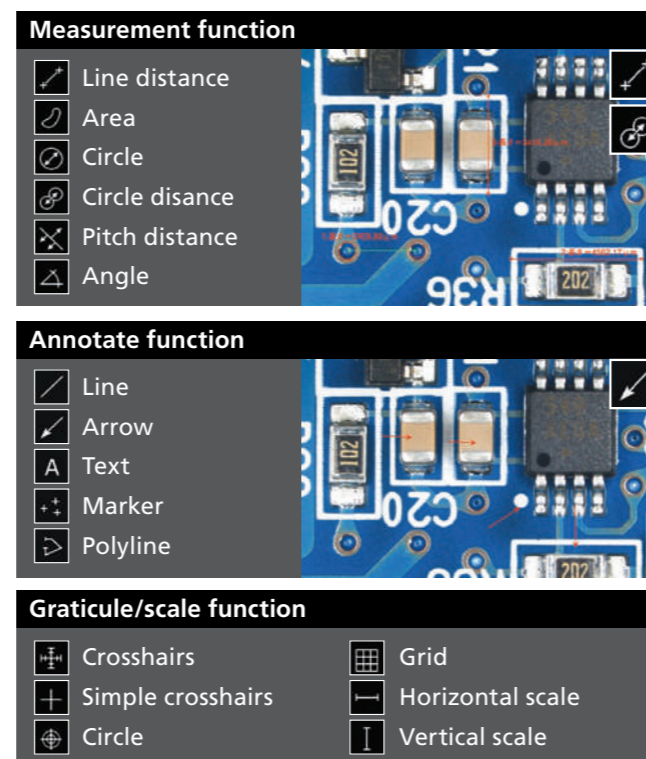 Measurement function
Line distance
Area
Circle
Circle disance
Pitch distance
Angle
102
C20
R36
202
Annotate function
Line
Arrow
A Text
Marker
Polyline
102
C20
202
Graticule/scale function
Crosshairs
Grid
Simple crosshairs
Horizontal scale
Circle
Vertical scale